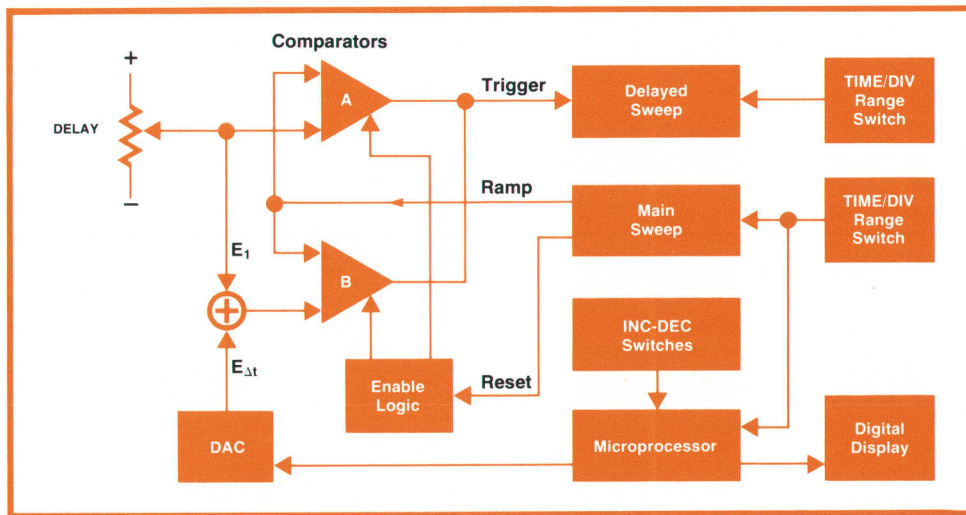 Comparators
+
DELAY
−
A
Trigger
Delayed
Sweep
TIME/DIV
Range
Switch
Ramp
Main
Sweep
TIME/DIV
Range
Switch
E1
B
+
EΔt
INC-DEC
Switches
Enable
Logic
Reset
DAC
Microprocessor
Digital
Display